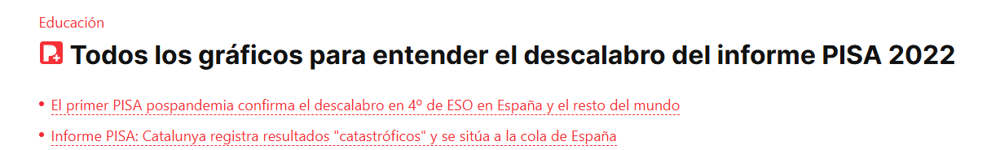 Educación
P+ Todos los gráficos para entender el descalabro del informe PISA 2022
• El primer PISA pospandemia confirma el descalabro en 4º de ESO en España y el resto del mundo
• Informe PISA: Catalunya registra resultados "catastróficos" y se sitúa a la cola de España